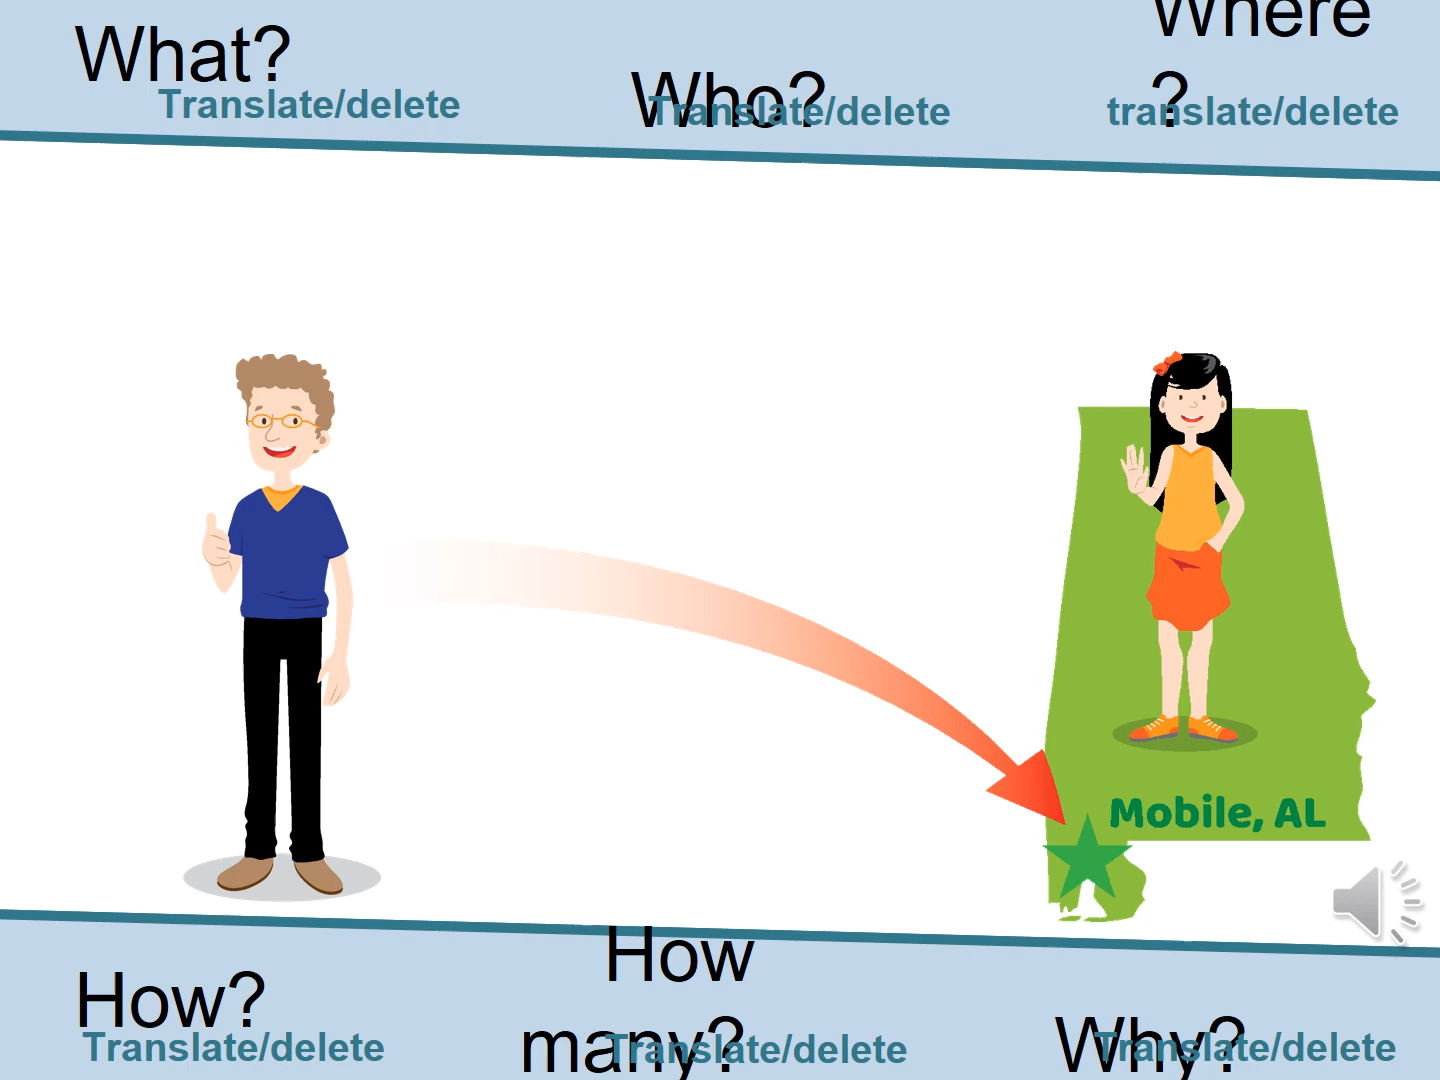 What?
Translate/delete
Who?
Translate/delete
Where
?
translate/delete
Mobile, AL
How?
Translate/delete
How
many?
Translate/delete
Why?
Translate/delete